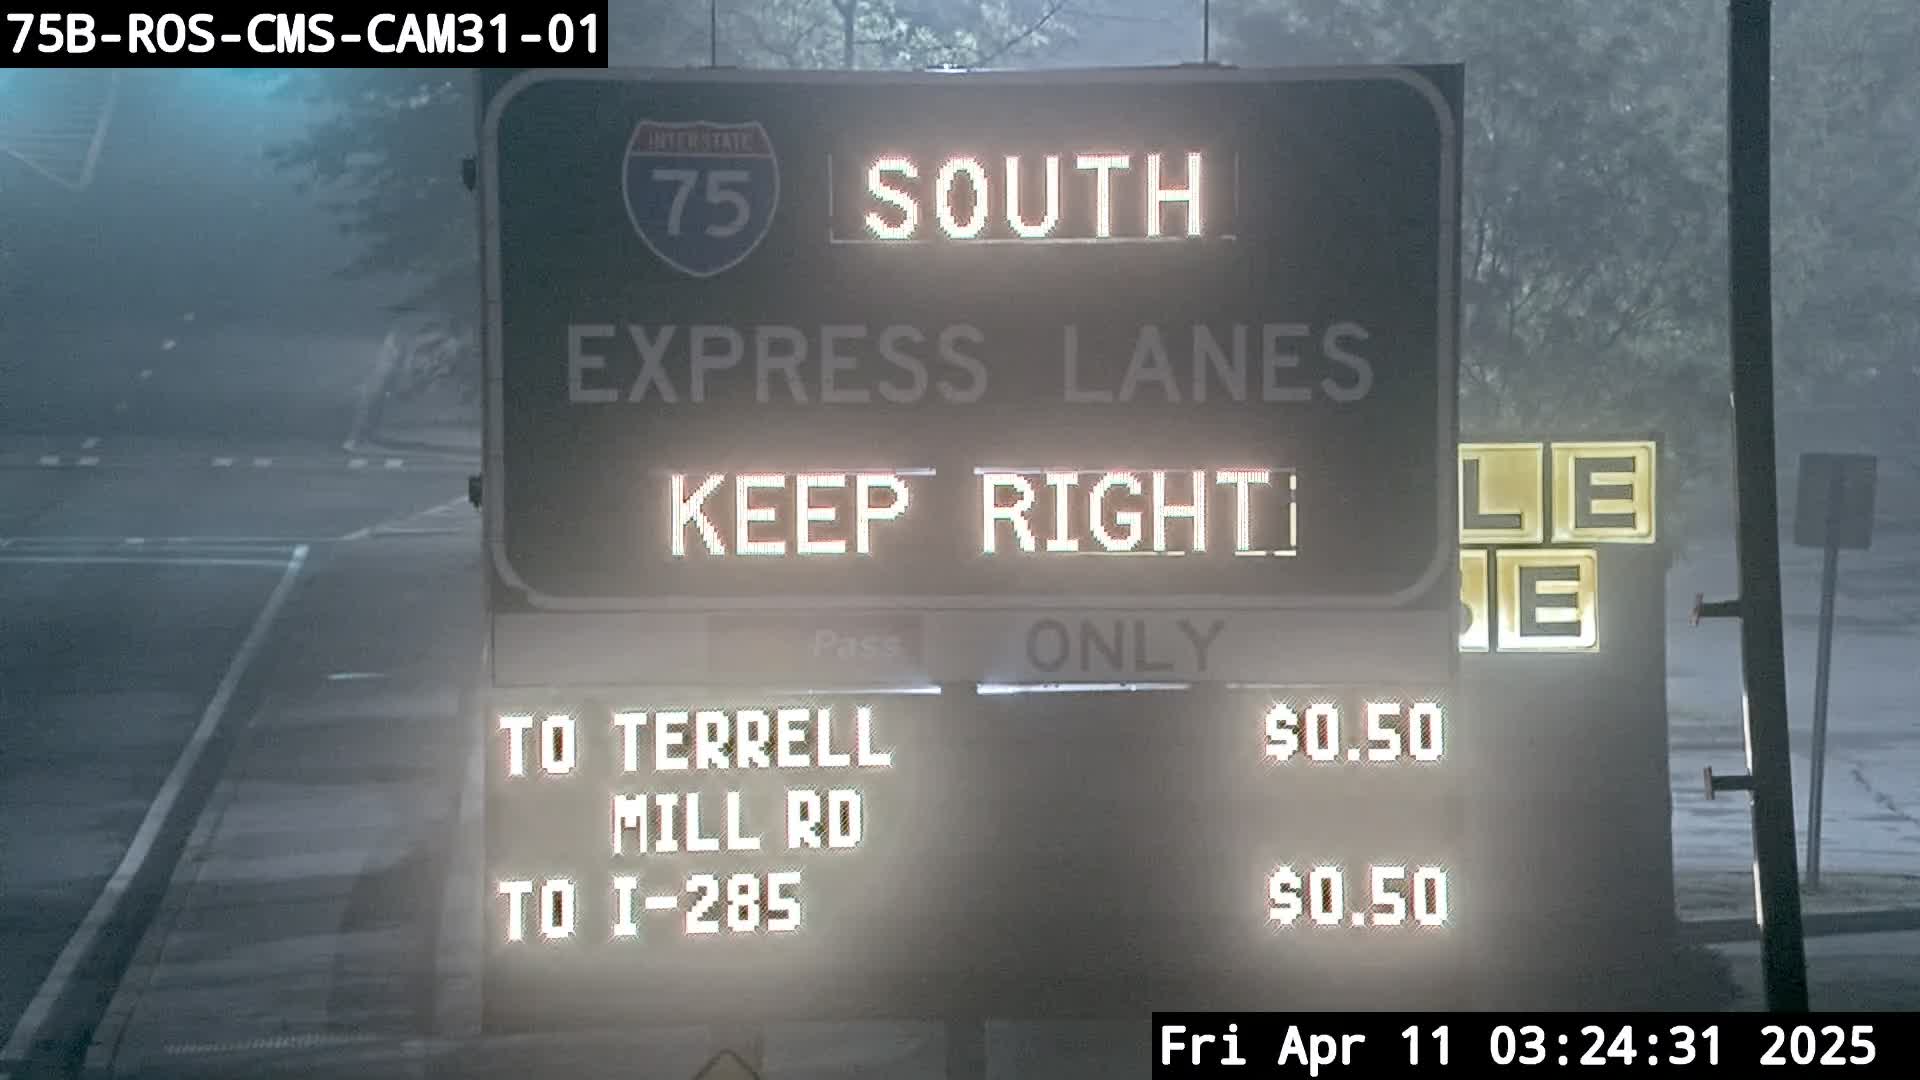 75B-ROS-CMS-CAM31-01
INTERSTATE
75
SOUTH
EXPRESS LANES
KEEP RIGHT
Pass ONLY
TO TERRELL $0.50
MILL RD
TO I-285 $0.50
LE
E
Fri Apr 11 03:24:31 2025